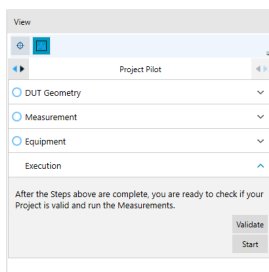 View
Project Pilot
DUT Geometry
Measurement
Equipment
Execution
After the Steps above are complete, you are ready to check if your
Project is valid and run the Measurements.
Validate
Start